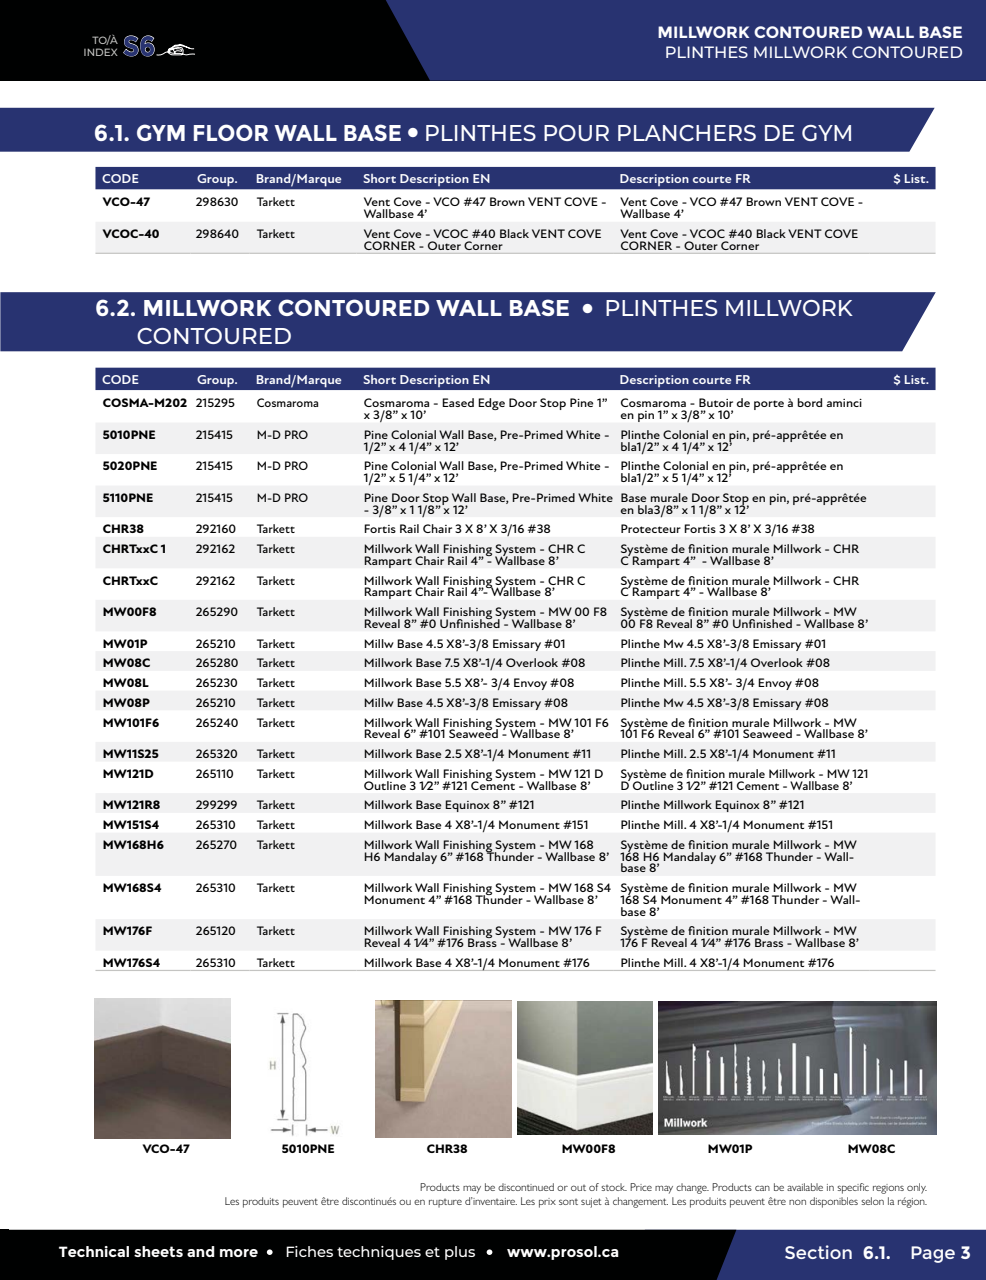 TO/À
INDEX S6
MILLWORK CONTOURED WALL BASE
PLINTHES MILLWORK CONTOURED
6.1. GYM FLOOR WALL BASE • PLINTHES POUR PLANCHERS DE GYM
CODE Group. Brand/Marque Short Description EN Description courte FR $ List.
VCO-47 298630 Tarkett Vent Cove - VCO #47 Brown VENT COVE - Vent Cove - VCO #47 Brown VENT COVE -
Wallbase 4’ Wallbase 4’
VCOC-40 298640 Tarkett Vent Cove - VCOC #40 Black VENT COVE Vent Cove - VCOC #40 Black VENT COVE
CORNER - Outer Corner CORNER - Outer Corner
6.2. MILLWORK CONTOURED WALL BASE • PLINTHES MILLWORK
CONTOURED
CODE Group. Brand/Marque Short Description EN Description courte FR $ List.
COSMA-M202 215295 Cosmaroma Cosmaroma - Eased Edge Door Stop Pine 1” Cosmaroma - Butoir de porte à bord aminci
x 3/8” x 10’ en pin 1” x 3/8” x 10’
5010PNE 215415 M-D PRO Pine Colonial Wall Base, Pre-Primed White - Plinthe Colonial en pin, pré-apprêtée en
1/2” x 4 1/4” x 12’ bla1/2” x 4 1/4” x 12’
5020PNE 215415 M-D PRO Pine Colonial Wall Base, Pre-Primed White - Plinthe Colonial en pin, pré-apprêtée en
1/2” x 5 1/4” x 12’ bla1/2” x 5 1/4” x 12’
5110PNE 215415 M-D PRO Pine Door Stop Wall Base, Pre-Primed White Base murale Door Stop en pin, pré-apprêtée
- 3/8” x 1 1/8” x 12’ en bla3/8” x 1 1/8” x 12’
CHR38 292160 Tarkett Fortis Rail Chair 3 X 8’ X 3/16 #38 Protecteur Fortis 3 X 8’ X 3/16 #38
CHRTxxC 1 292162 Tarkett Millwork Wall Finishing System - CHR C Système de finition murale Millwork - CHR
Rampart Chair Rail 4” - Wallbase 8’ C Rampart 4” - Wallbase 8’
CHRTxxC 292162 Tarkett Millwork Wall Finishing System - CHR C Système de finition murale Millwork - CHR
Rampart Chair Rail 4”- Wallbase 8’ C Rampart 4” - Wallbase 8’
MW00F8 265290 Tarkett Millwork Wall Finishing System - MW 00 F8 Système de finition murale Millwork - MW
Reveal 8” #0 Unfinished - Wallbase 8’ 00 F8 Reveal 8” #0 Unfinished - Wallbase 8’
MW01P 265210 Tarkett Millw Base 4.5 X8’-3/8 Emissary #01 Plinthe Mw 4.5 X8’-3/8 Emissary #01
MW08C 265280 Tarkett Millwork Base 7.5 X8’-1/4 Overlook #08 Plinthe Mill. 7.5 X8’-1/4 Overlook #08
MW08L 265230 Tarkett Millwork Base 5.5 X8’- 3/4 Envoy #08 Plinthe Mill. 5.5 X8’- 3/4 Envoy #08
MW08P 265210 Tarkett Millw Base 4.5 X8’-3/8 Emissary #08 Plinthe Mw 4.5 X8’-3/8 Emissary #08
MW101F6 265240 Tarkett Millwork Wall Finishing System - MW 101 F6 Système de finition murale Millwork - MW
Reveal 6” #101 Seaweed - Wallbase 8’ 101 F6 Reveal 6” #101 Seaweed - Wallbase 8’
MW11S25 265320 Tarkett Millwork Base 2.5 X8’-1/4 Monument #11 Plinthe Mill. 2.5 X8’-1/4 Monument #11
MW121D 265110 Tarkett Millwork Wall Finishing System - MW 121 D Système de finition murale Millwork - MW 121
Outline 3 1⁄2” #121 Cement - Wallbase 8’ D Outline 3 1⁄2” #121 Cement - Wallbase 8’
MW121R8 299299 Tarkett Millwork Base Equinox 8” #121 Plinthe Millwork Equinox 8” #121
MW151S4 265310 Tarkett Millwork Base 4 X8’-1/4 Monument #151 Plinthe Mill. 4 X8’-1/4 Monument #151
MW168H6 265270 Tarkett Millwork Wall Finishing System - MW 168 Système de finition murale Millwork - MW
H6 Mandalay 6” #168 Thunder - Wallbase 8’ 168 H6 Mandalay 6” #168 Thunder - Wall-
base 8’
MW168S4 265310 Tarkett Millwork Wall Finishing System - MW 168 S4 Système de finition murale Millwork - MW
Monument 4” #168 Thunder - Wallbase 8’ 168 S4 Monument 4” #168 Thunder - Wall-
base 8’
MW176F 265120 Tarkett Millwork Wall Finishing System - MW 176 F Système de finition murale Millwork - MW
Reveal 4 1⁄4” #176 Brass - Wallbase 8’ 176 F Reveal 4 1⁄4” #176 Brass - Wallbase 8’
MW176S4 265310 Tarkett Millwork Base 4 X8’-1/4 Monument #176 Plinthe Mill. 4 X8’-1/4 Monument #176
H
W
Millwork
VCO-47 5010PNE CHR38 MW00F8 MW01P MW08C
Products may be discontinued or out of stock. Price may change. Products can be available in specific regions only.
Les produits peuvent être discontinués ou en rupture d’inventaire. Les prix sont sujet à changement. Les produits peuvent être non disponibles selon la région.
Technical sheets and more • Fiches techniques et plus • www.prosol.ca
Section 6.1. Page 3